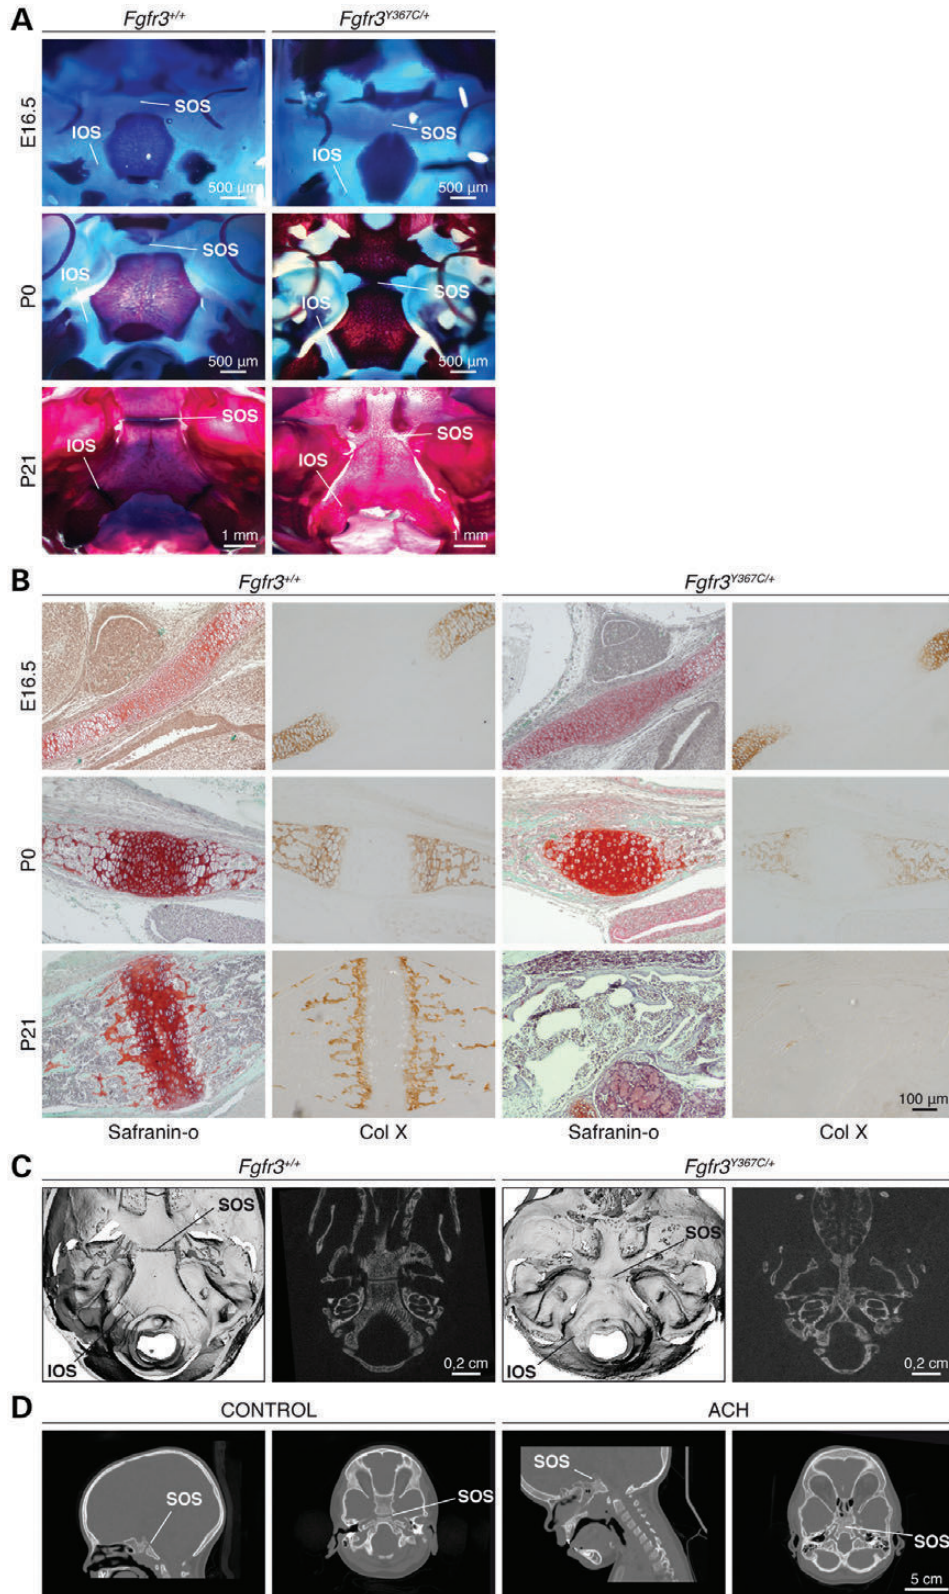 A
Fgfr3+/+ Fgfr3Y367C/+
E16.5
SOS
IOS
500 µm
SOS
IOS
500 µm
P0
SOS
IOS
500 µm
SOS
IOS
500 µm
P21
SOS
IOS
1 mm
SOS
IOS
1 mm
B
Fgfr3+/+ Fgfr3Y367C/+
E16.5
P0
P21
100 µm
Safranin-o Col X Safranin-o Col X
C
Fgfr3+/+ Fgfr3Y367C/+
SOS
IOS
0,2 cm
SOS
IOS
0,2 cm
D
CONTROL ACH
SOS
SOS
SOS
SOS
5 cm